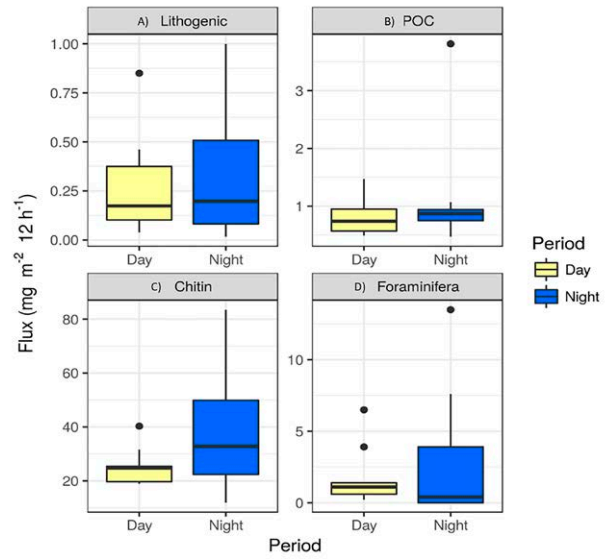 A) Lithogenic
B) POC
1.00
0.75
0.50
0.25
0.00
3
2
1
Day Night
Day Night
C) Chitin
D) Foraminifera
80
60
40
20
10
5
0
Day Night
Day Night
Flux (mg m⁻² 12 h⁻¹)
Period
Period
Day
Night